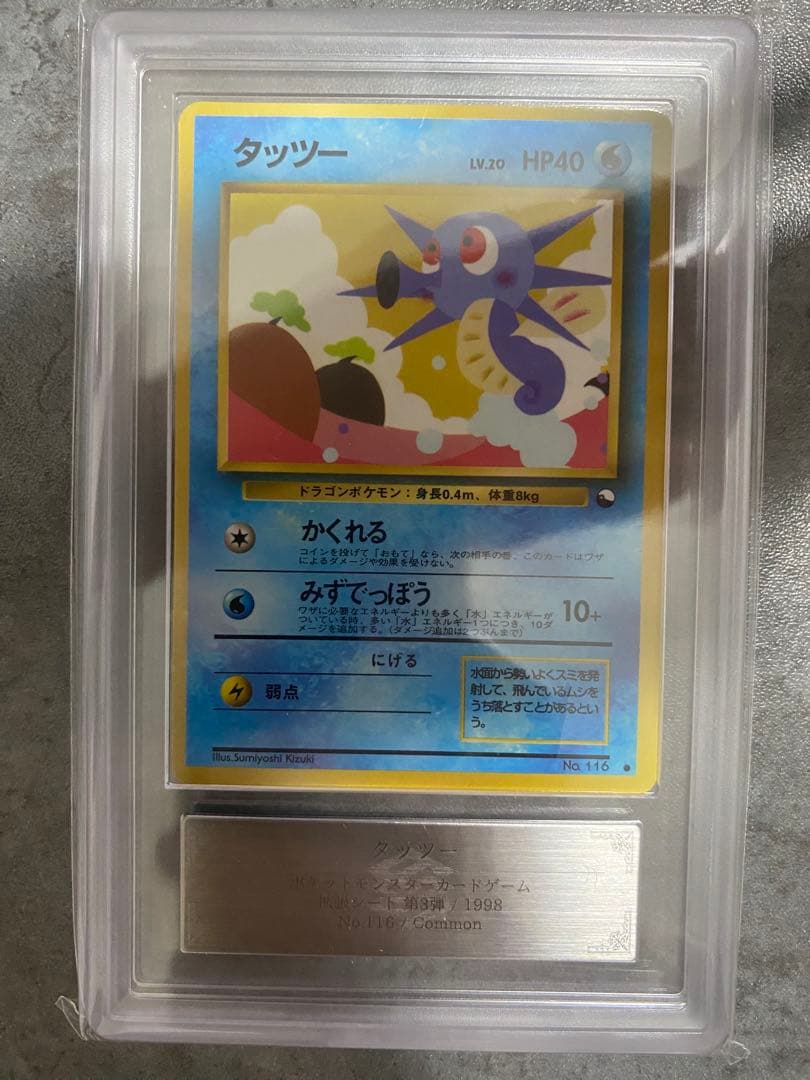 タッツー
LV.20 HP40
ドラゴンポケモン：身長0.4m、体重8kg
かくれる
コインを投げて「おもて」なら、次の相手の番、このカードはワザ
によるダメージや効果を受けない。
みずでっぽう
10+
ワザに必要なエネルギーよりも多く「水」エネルギーが
ついている時、多い「水」エネルギー1つにつき、10ダ
メージを追加する。（ダメージ追加は2つぶんまで）
にげる
弱点
水面から勢いよくスミを発
射して、飛んでいるムシを
うち落とすことがあるとい
う。
Illus.Sumiyoshi Kizuki
No. 116
タッツー
ポケットモンスターカードゲーム
拡張シート 第3弾 / 1998
No.116 / Common